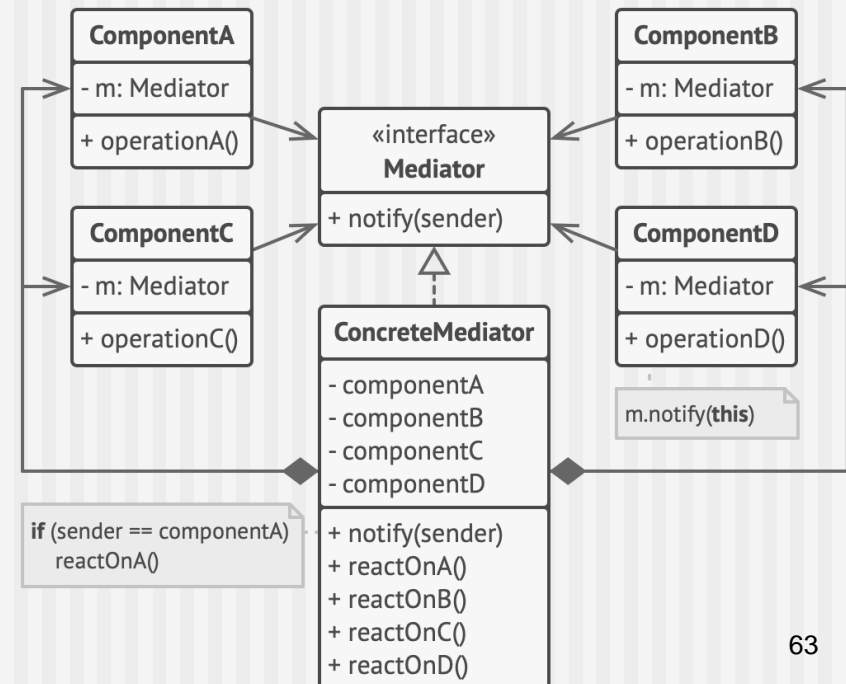 ComponentA
- m: Mediator
+ operationA()
ComponentB
- m: Mediator
+ operationB()
«interface»
Mediator
+ notify(sender)
ComponentC
- m: Mediator
+ operationC()
ComponentD
- m: Mediator
+ operationD()
m.notify(this)
ConcreteMediator
- componentA
- componentB
- componentC
- componentD
+ notify(sender)
+ reactOnA()
+ reactOnB()
+ reactOnC()
+ reactOnD()
if (sender == componentA)
reactOnA()
63